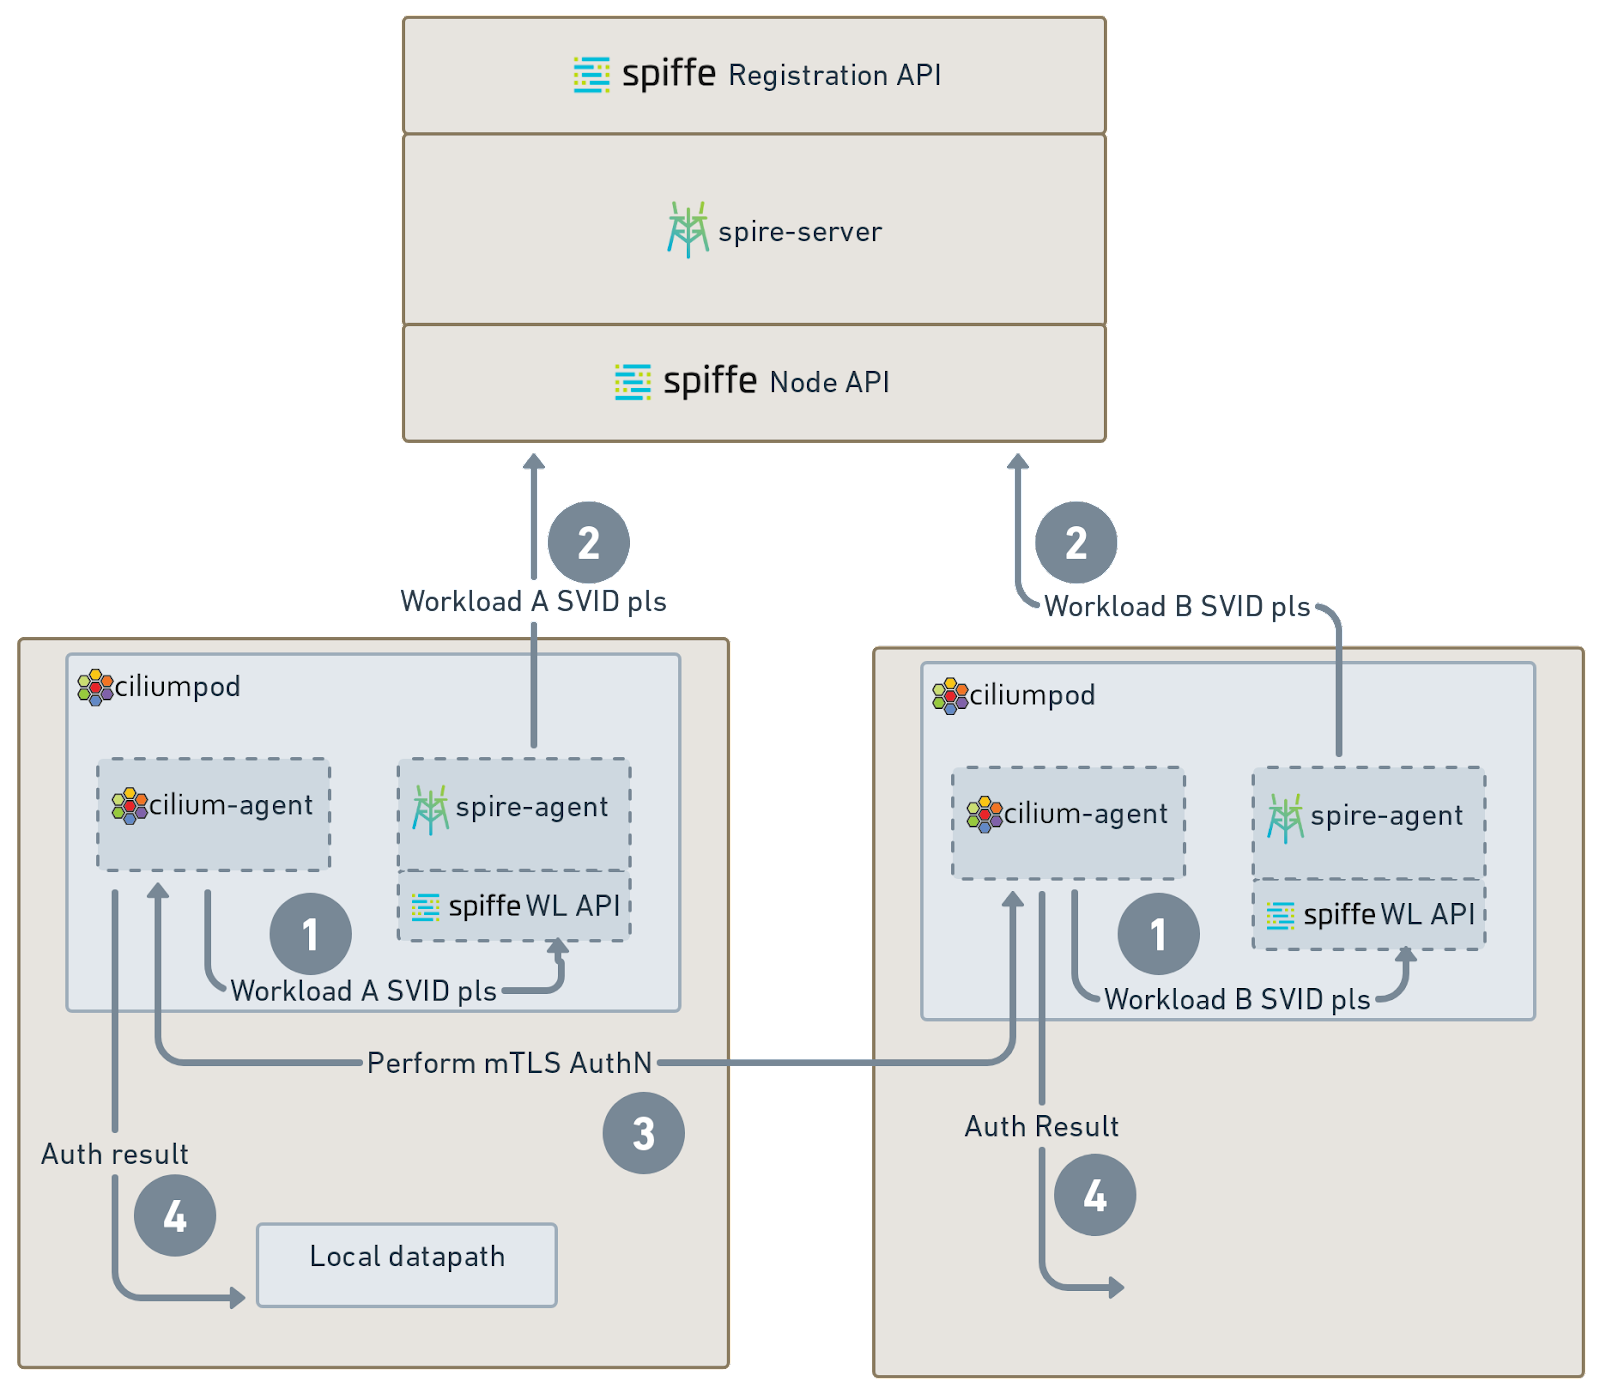 spiffe Registration API
spire-server
spiffe Node API
2
2
Workload A SVID pls
Workload B SVID pls
ciliumpod
cilium-agent
spire-agent
spiffe WL API
1
Workload A SVID pls
ciliumpod
cilium-agent
spire-agent
spiffe WL API
1
Workload B SVID pls
Perform mTLS AuthN
3
Auth result
4
Local datapath
Auth Result
4